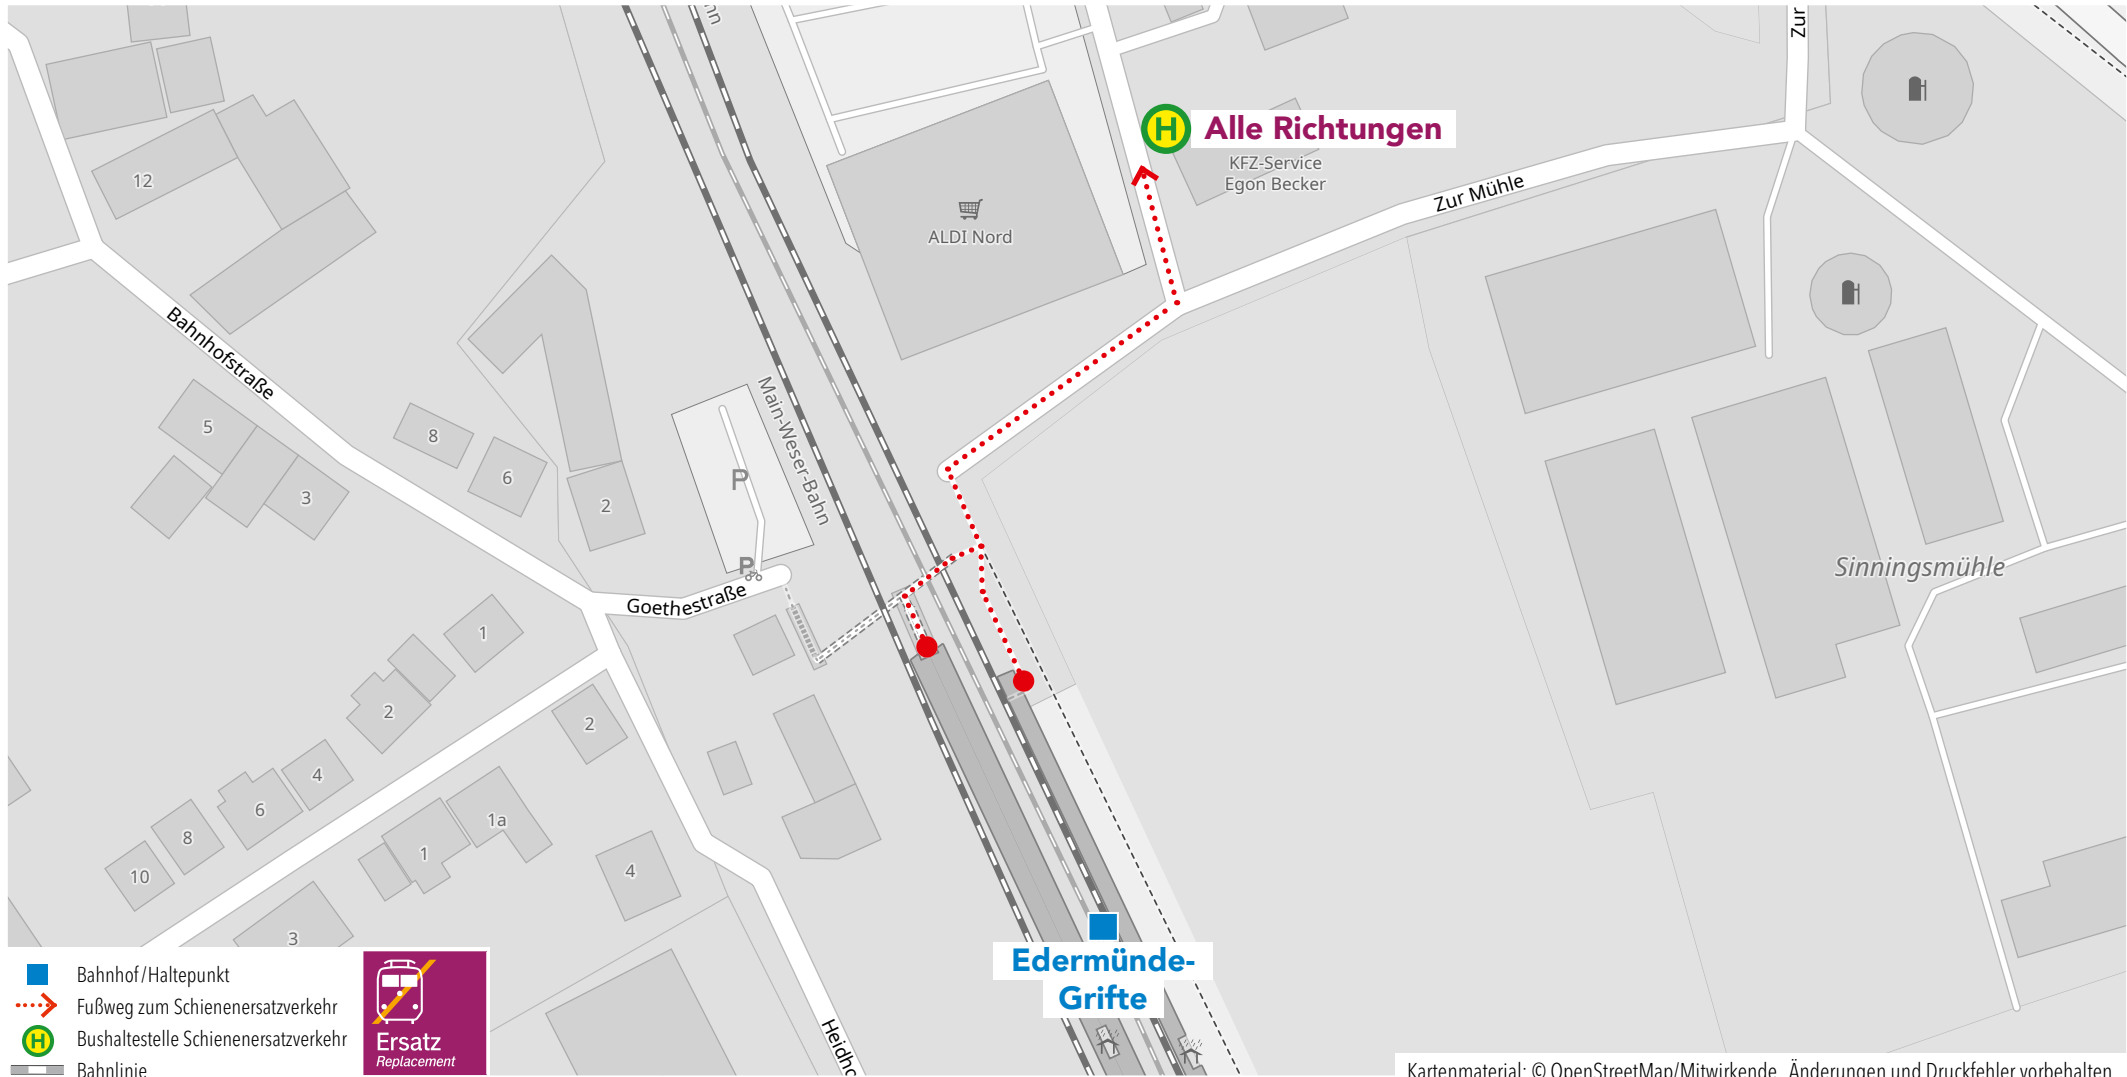 Zur
H Alle Richtungen
KFZ-Service
Egon Becker
12
ALDI Nord
Zur Mühle
Bahnhofstraße
Main-Weser-Bahn
5
8
3
6
2
P
P
Sinningsmühle
Goethestraße
1
2
2
4
6
8
1a
1
10
4
3
Edermünde-
Grifte
Bahnhof/Haltepunkt
Fußweg zum Schienenersatzverkehr
H Bushaltestelle Schienenersatzverkehr
Bahnlinie
Ersatz
Replacement
Heidho
Kartenmaterial: © OpenStreetMap/Mitwirkende. Änderungen und Druckfehler vorbehalten